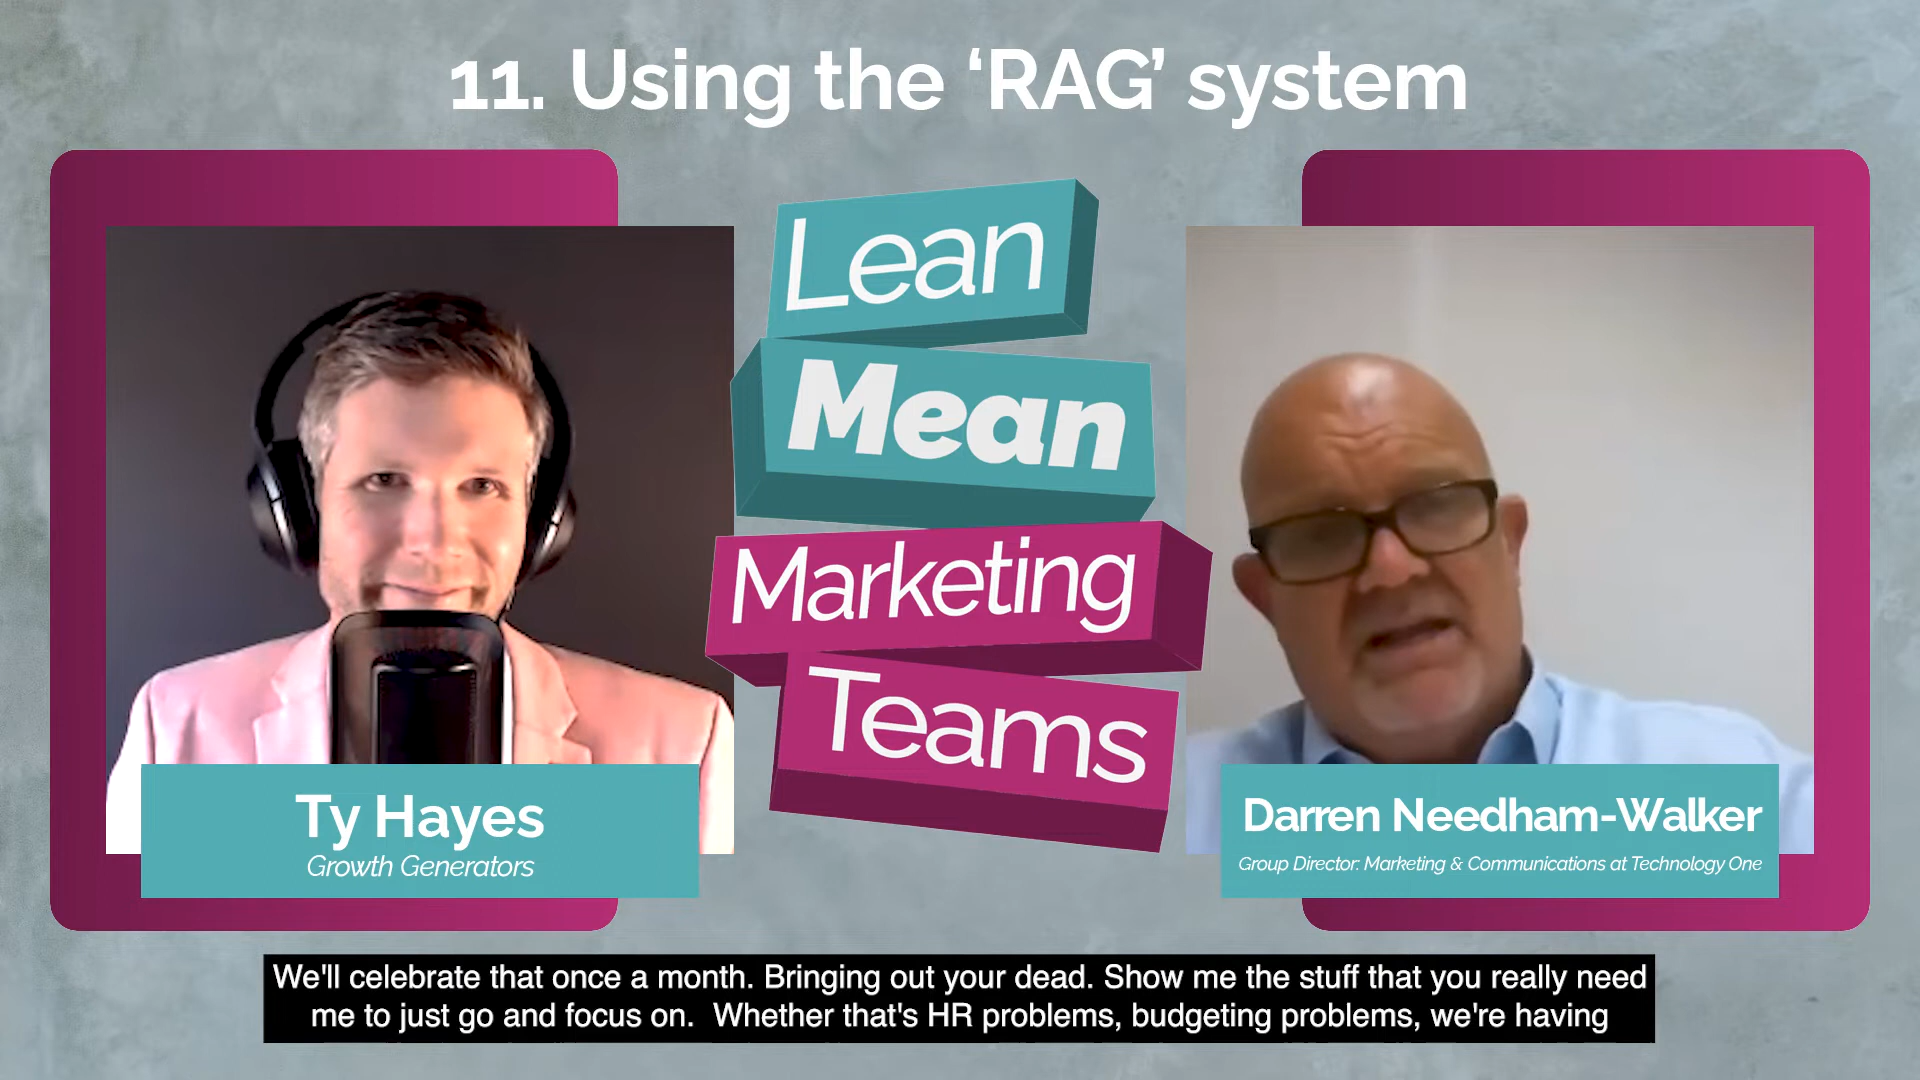 11. Using the ‘RAG’ system
Lean
Mean
Marketing
Teams
Ty Hayes
Growth Generators
Darren Needham-Walker
Group Director: Marketing & Communications at Technology One
We'll celebrate that once a month. Bringing out your dead. Show me the stuff that you really need
me to just go and focus on.  Whether that's HR problems, budgeting problems, we're having